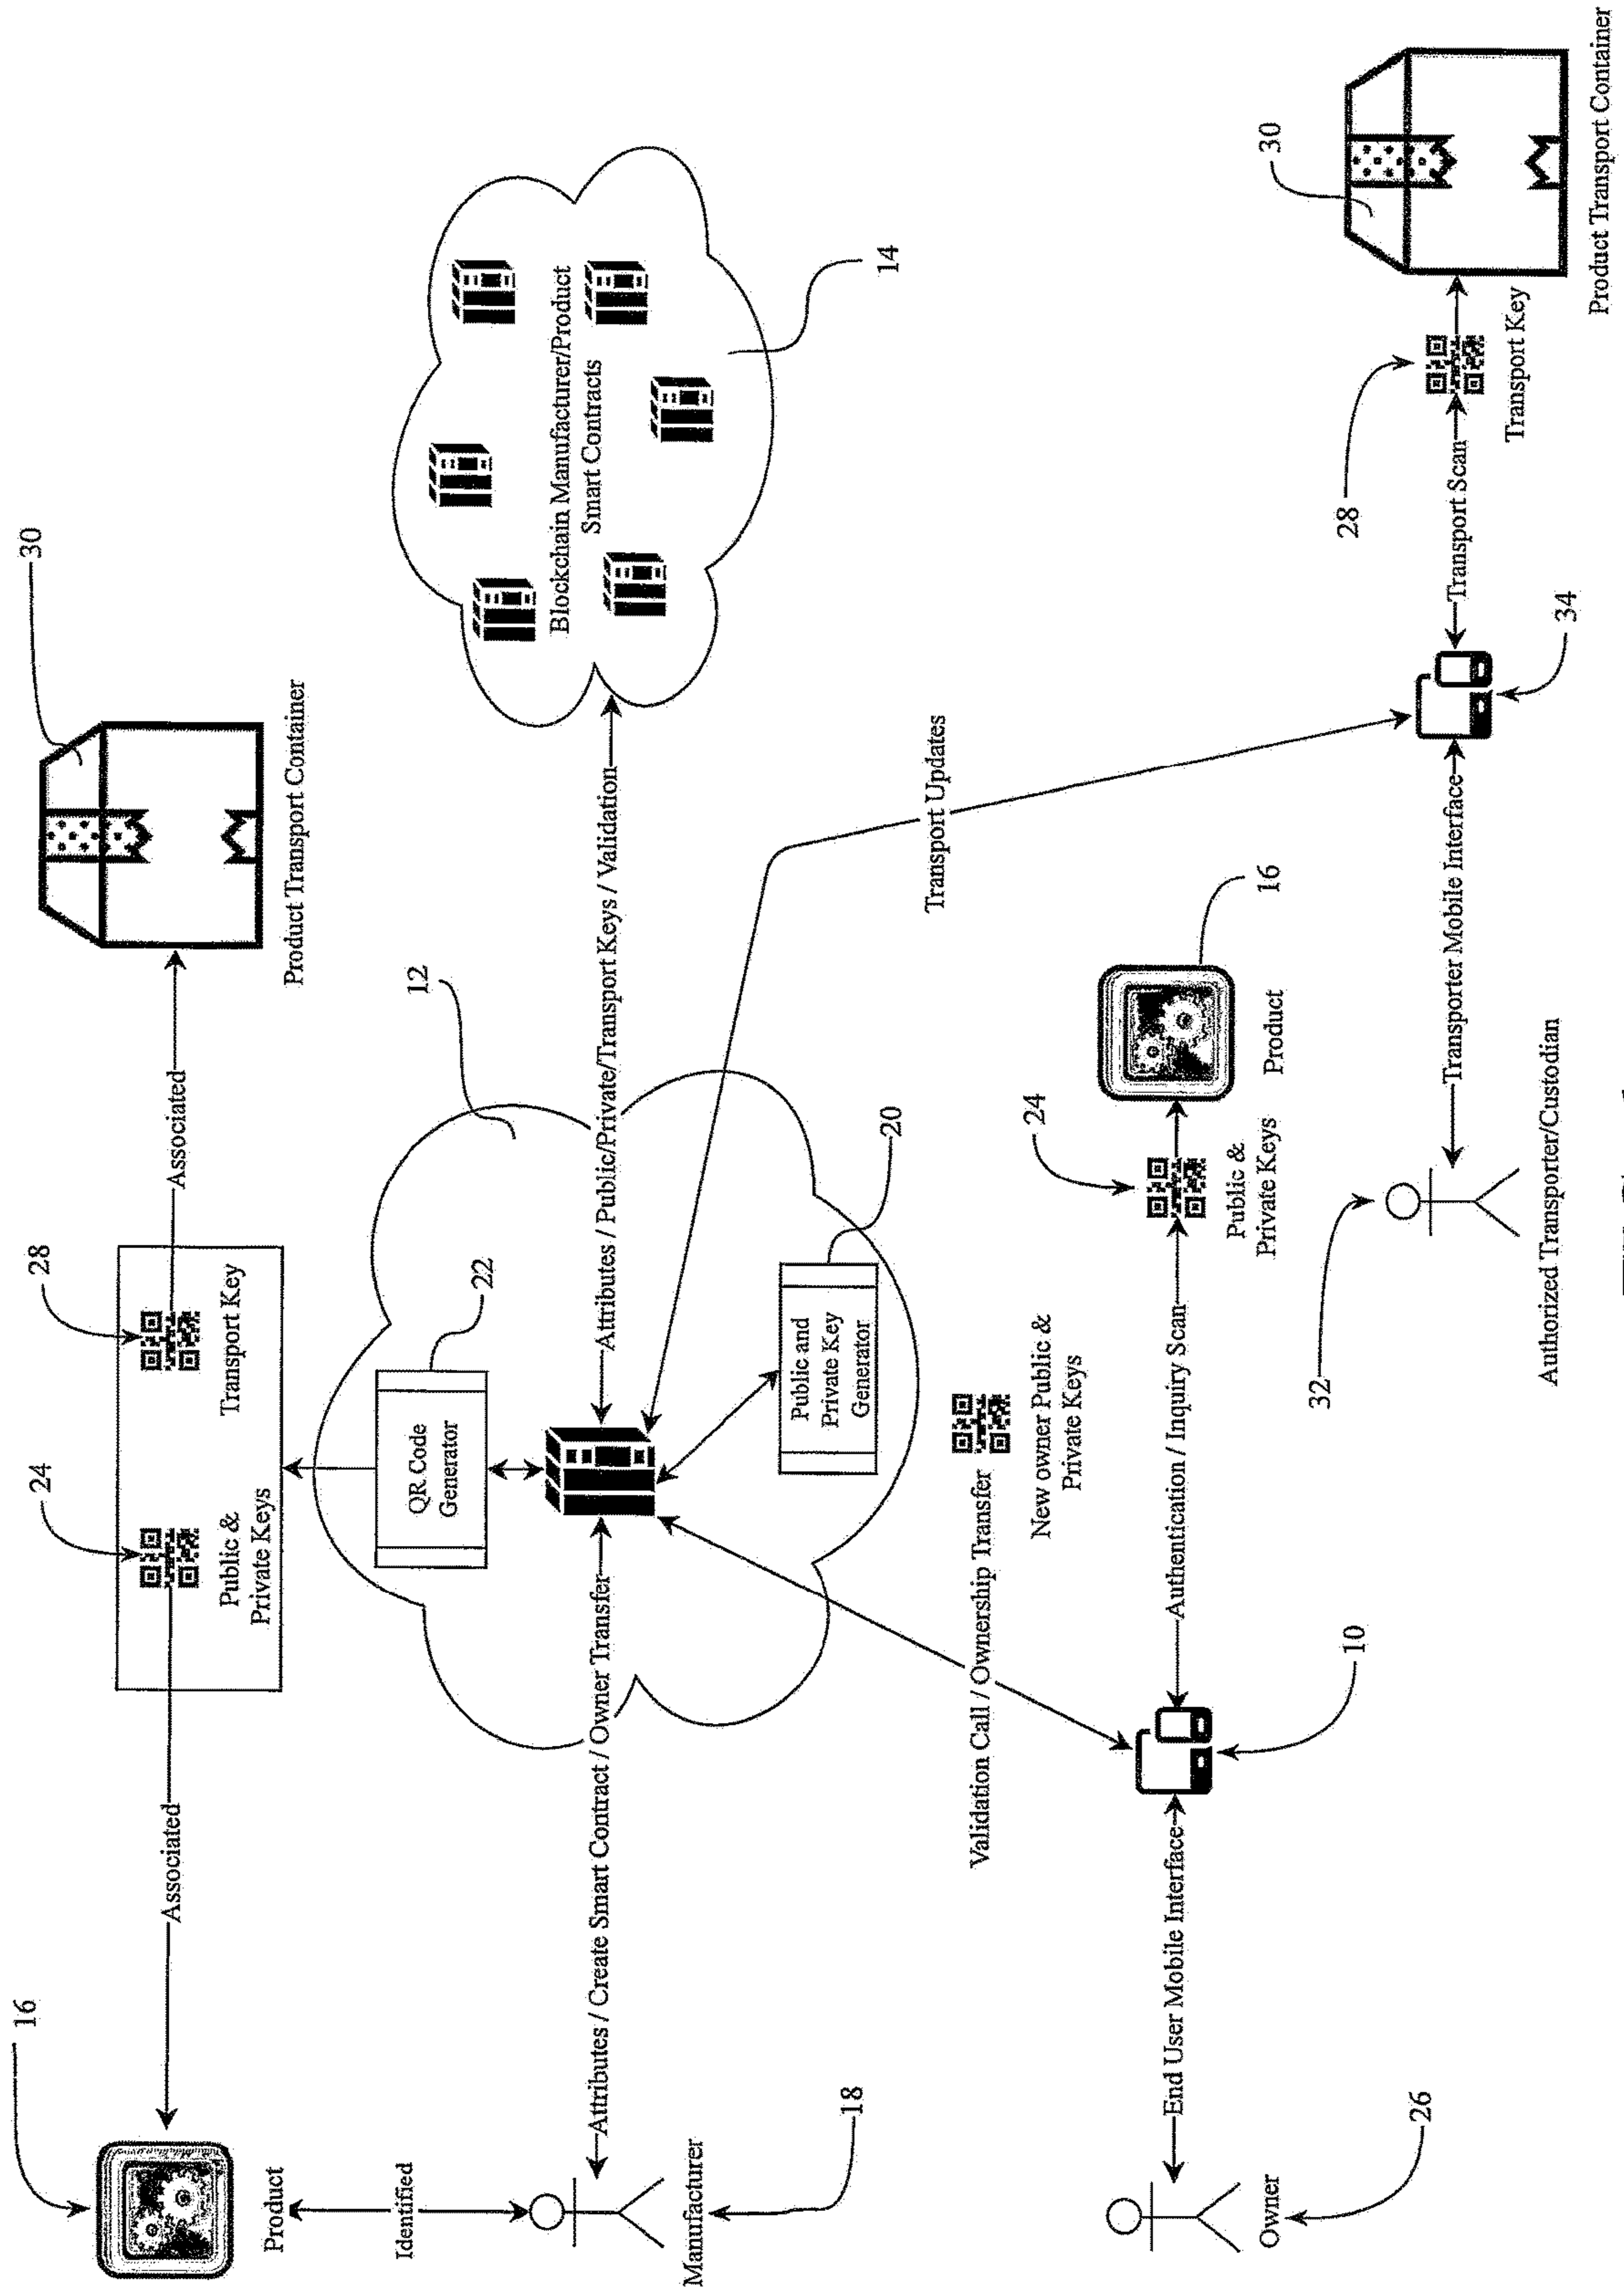 16
24
28
30
Associated
Associated
Public &
Private Keys
Transport Key
Product
Product Transport Container
Identified
QR Code
Generator
22
12
Attributes / Create Smart Contract / Owner Transfer
Attributes / Public/Private/Transport Keys / Validation
Blockchain Manufacturer/Product
Smart Contracts
Manufacturer
18
Public and
Private Key
Generator
20
14
Validation Call / Ownership Transfer
New owner Public &
Private Keys
Transport Updates
24
End User Mobile Interface
Authentication / Inquiry Scan
Public &
Private Keys
Product
16
30
Owner
26
10
32
28
Transporter Mobile Interface
Transport Scan
Transport Key
Authorized Transporter/Custodian
34
Product Transport Container